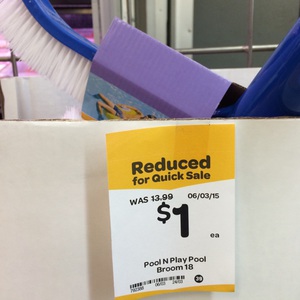 Reduced
for Quick Sale
WAS 13.99 06/03/15
$1
ea
Pool N Play Pool
Broom 18